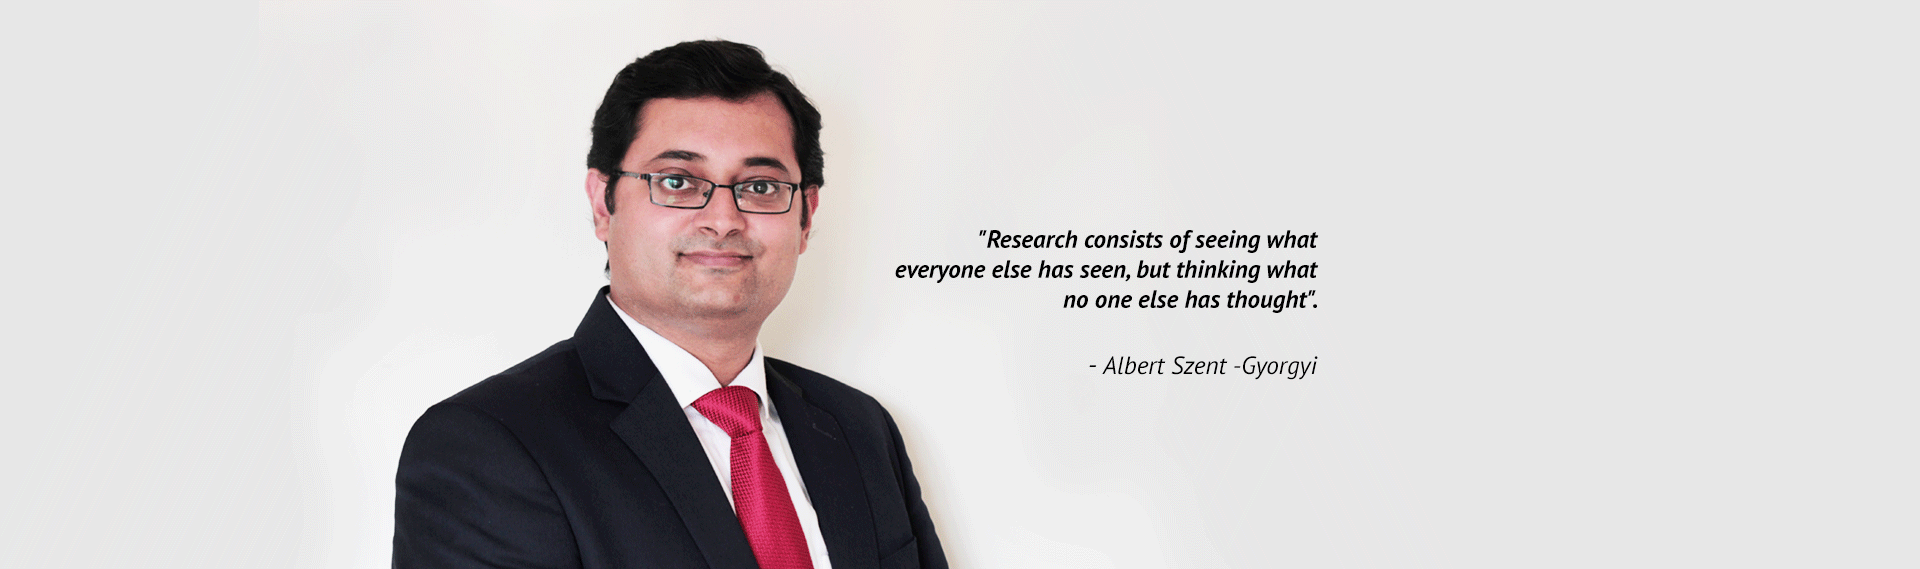 "Research consists of seeing what
everyone else has seen, but thinking what
no one else has thought".
- Albert Szent -Gyorgyi